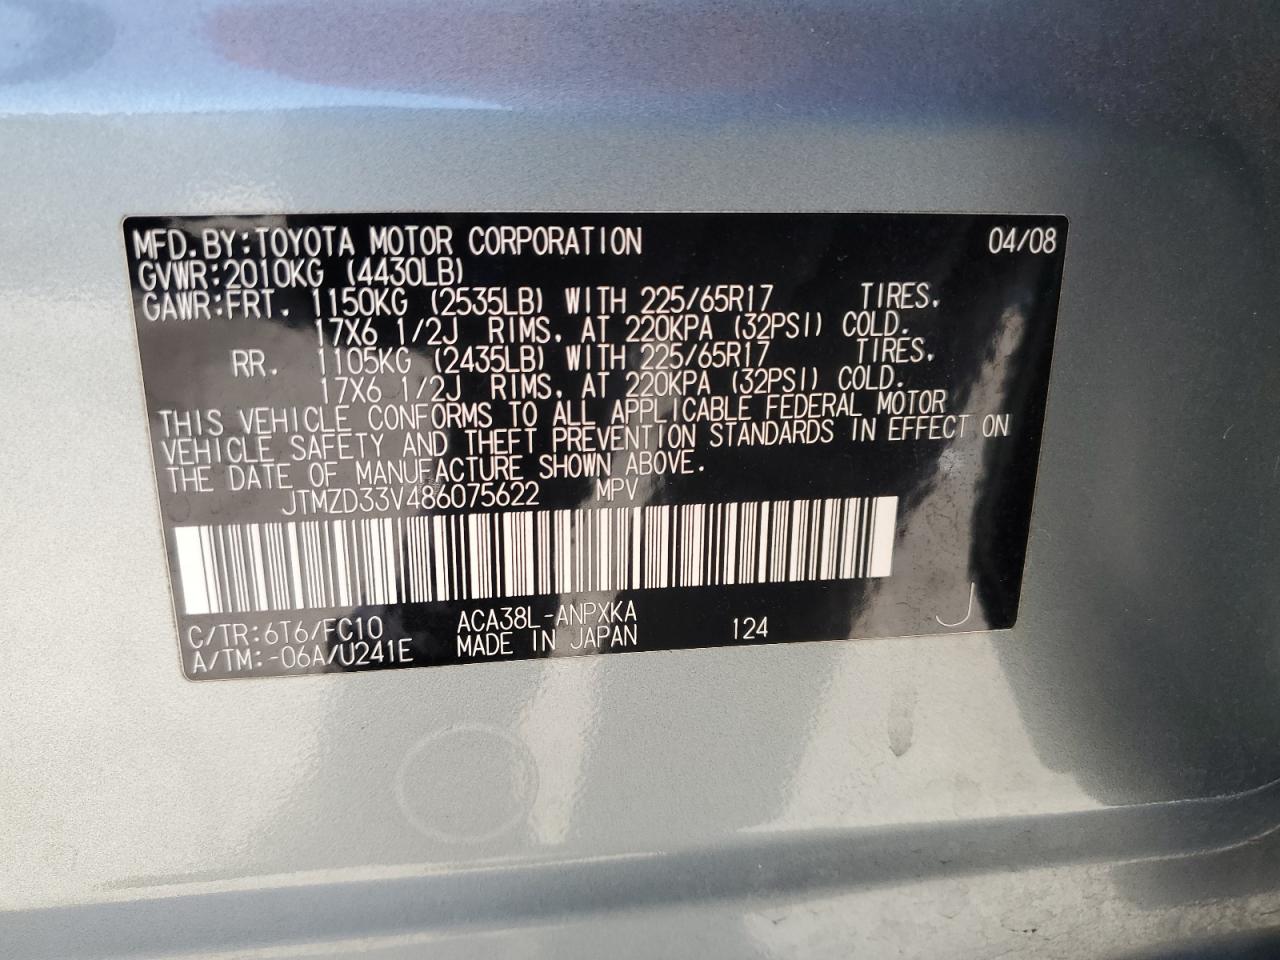 MFD.BY:TOYOTA MOTOR CORPORATION 04/08
GVWR:2010KG (4430LB)
GAWR:FRT. 1150KG (2535LB) WITH 225/65R17 TIRES,
17X6 1/2J RIMS, AT 220KPA (32PSI) COLD.
RR. 1105KG (2435LB) WITH 225/65R17 TIRES,
17X6 1/2J RIMS, AT 220KPA (32PSI) COLD.
THIS VEHICLE CONFORMS TO ALL APPLICABLE FEDERAL MOTOR
VEHICLE SAFETY AND THEFT PREVENTION STANDARDS IN EFFECT ON
THE DATE OF MANUFACTURE SHOWN ABOVE.
JTMZD33V486075622 MPV
C/TR:6T6/FC10 ACA38L-ANPXKA
A/TM:-06A/U241E MADE IN JAPAN 124 J